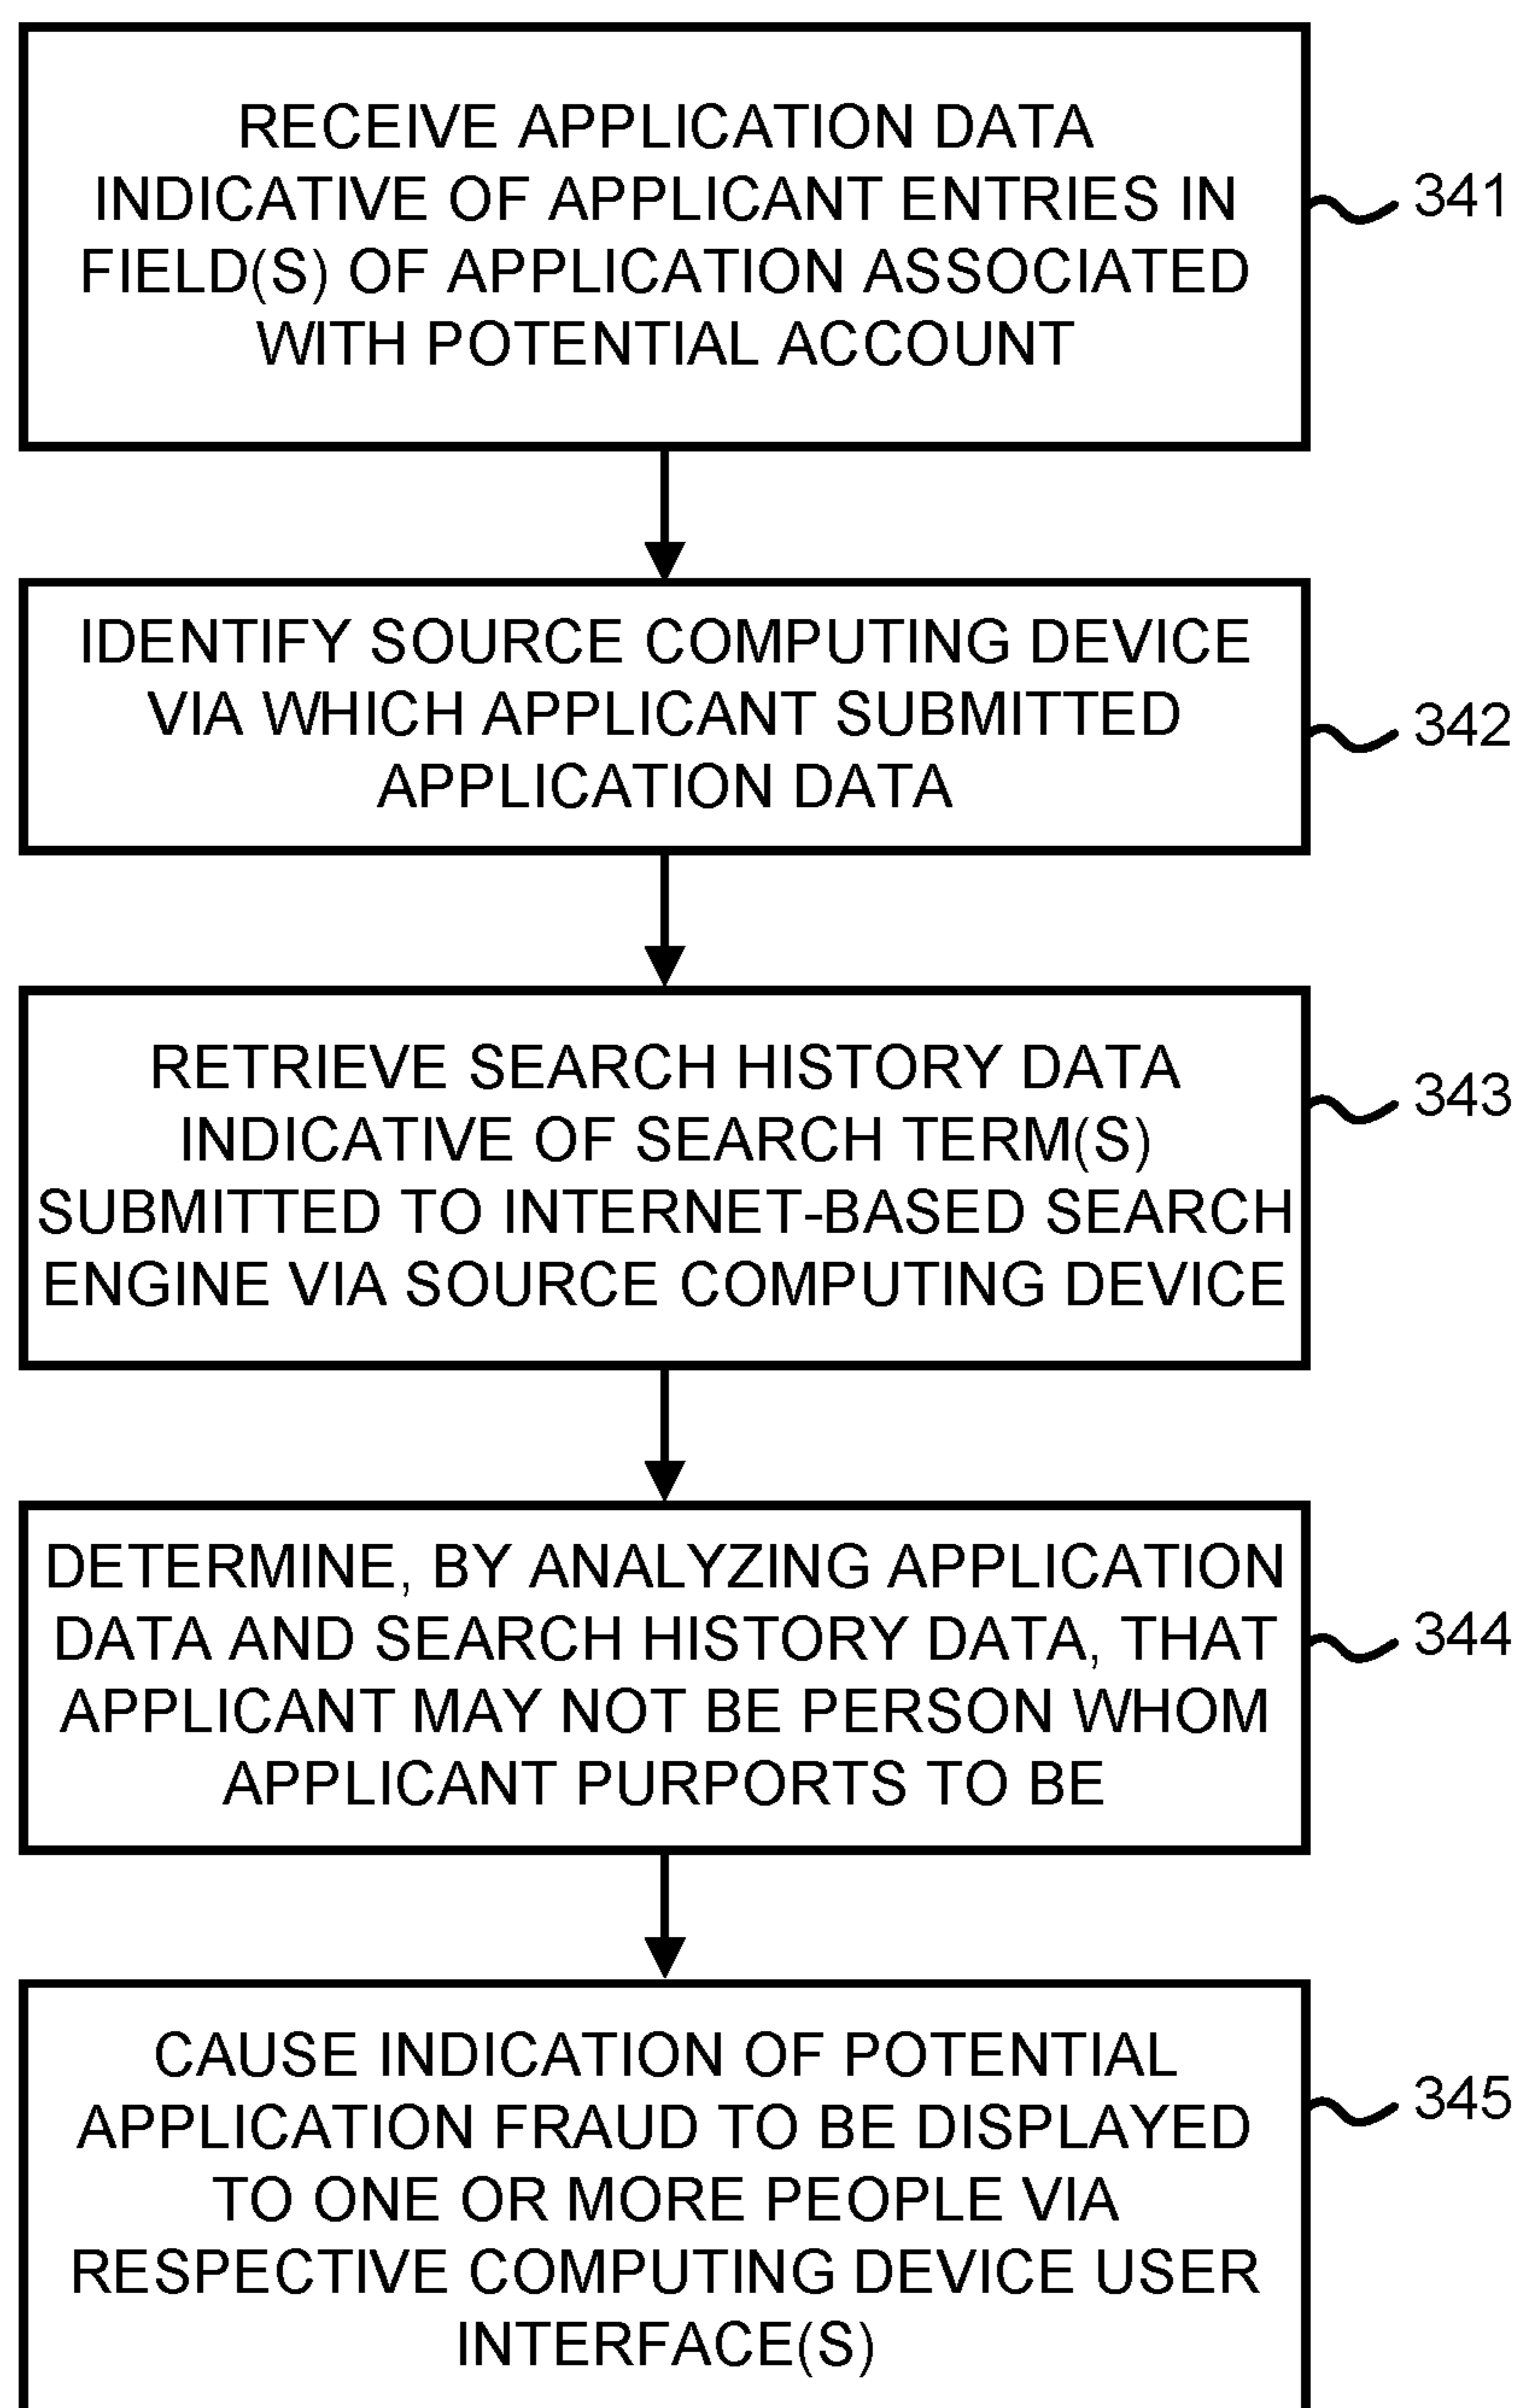 RECEIVE APPLICATION DATA
INDICATIVE OF APPLICANT ENTRIES IN
FIELD(S) OF APPLICATION ASSOCIATED
WITH POTENTIAL ACCOUNT
341
IDENTIFY SOURCE COMPUTING DEVICE
VIA WHICH APPLICANT SUBMITTED
APPLICATION DATA
342
RETRIEVE SEARCH HISTORY DATA
INDICATIVE OF SEARCH TERM(S)
SUBMITTED TO INTERNET-BASED SEARCH
ENGINE VIA SOURCE COMPUTING DEVICE
343
DETERMINE, BY ANALYZING APPLICATION
DATA AND SEARCH HISTORY DATA, THAT
APPLICANT MAY NOT BE PERSON WHOM
APPLICANT PURPORTS TO BE
344
CAUSE INDICATION OF POTENTIAL
APPLICATION FRAUD TO BE DISPLAYED
TO ONE OR MORE PEOPLE VIA
RESPECTIVE COMPUTING DEVICE USER
INTERFACE(S)
345